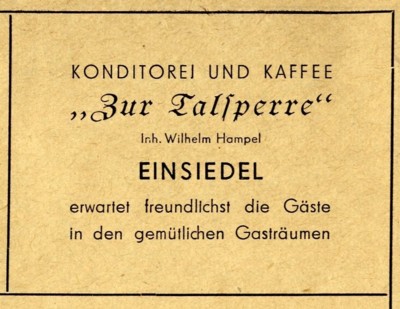 KONDITOREI UND KAFFEE
„Zur Talſperre“
Inh. Wilhelm Hampel
EINSIEDEL
erwartet freundlichst die Gäste
in den gemütlichen Gasträumen